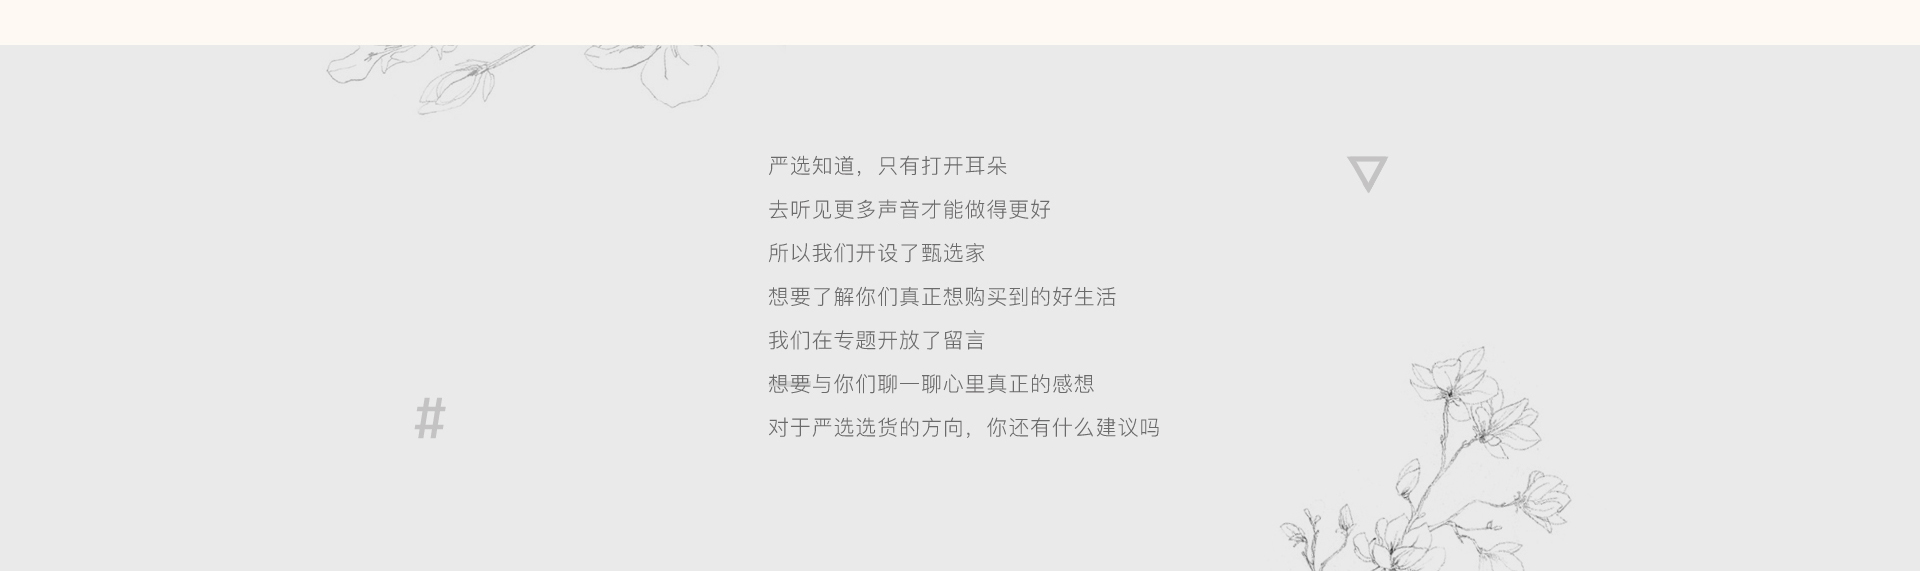 严选知道，只有打开耳朵
去听见更多声音才能做得更好
所以我们开设了甄选家
想要了解你们真正想购买到的好生活
我们在专题开放了留言
想要与你们聊一聊心里真正的感想
对于严选选货的方向，你还有什么建议吗
#